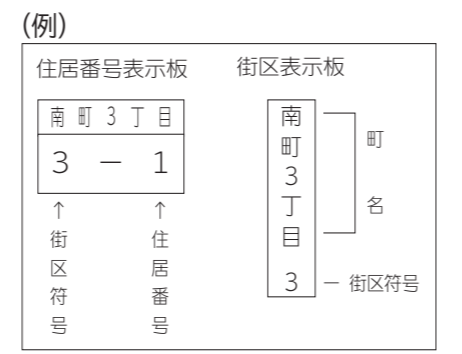 (例)
住居番号表示板
南町3丁目
3－1
↑
街区符号
↑
住居番号
街区表示板
南町3丁目
3
町名
－街区符号